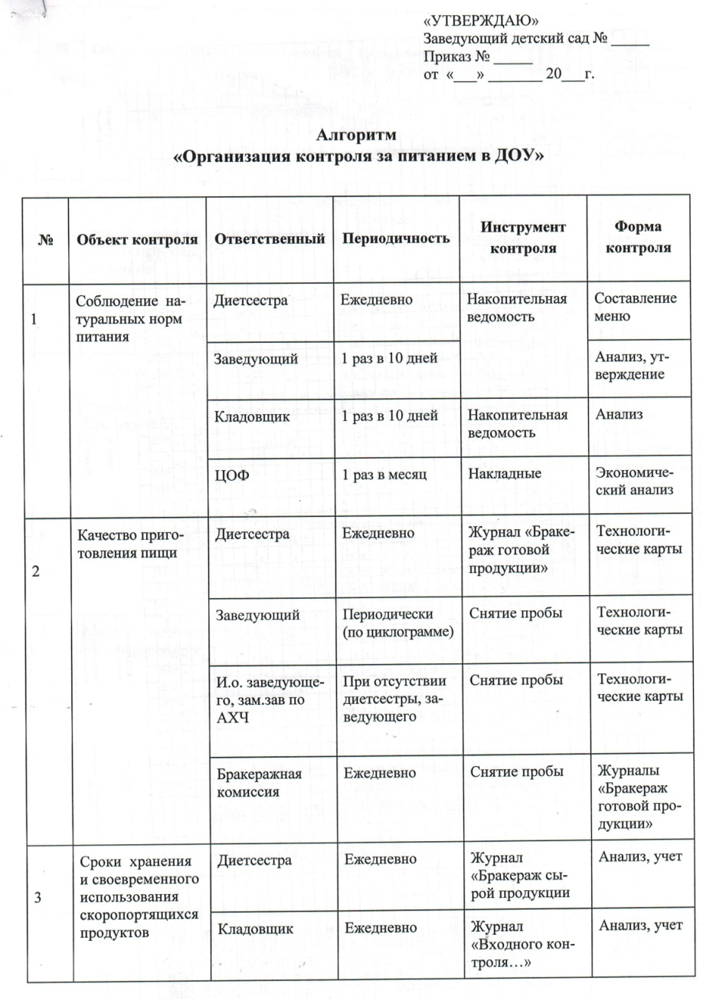 «УТВЕРЖДАЮ»
Заведующий детский сад № ________
Приказ № _____
от «___» _______ 20___г.
Алгоритм
«Организация контроля за питанием в ДОУ»
№
Объект контроля
Ответственный
Периодичность
Инструмент
контроля
Форма
контроля
1
Соблюдение на-
туральных норм
питания
Диетсестра
Ежедневно
Накопительная
ведомость
Составление
меню
Заведующий
1 раз в 10 дней
Анализ, ут-
верждение
Кладовщик
1 раз в 10 дней
Накопительная
ведомость
Анализ
ЦОФ
1 раз в месяц
Накладные
Экономиче-
ский анализ
2
Качество приго-
товления пищи
Диетсестра
Ежедневно
Журнал «Браке-
раж готовой
продукции»
Технологи-
ческие карты
Заведующий
Периодически
(по циклограмме)
Снятие пробы
Технологи-
ческие карты
И.о. заведующе-
го, зам.зав по
АХЧ
При отсутствии
диетсестры, за-
ведующего
Снятие пробы
Технологи-
ческие карты
Бракеражная
комиссия
Ежедневно
Снятие пробы
Журналы
«Бракераж
готовой про-
дукции»
3
Сроки хранения
и своевременного
использования
скоропортящихся
продуктов
Диетсестра
Ежедневно
Журнал
«Бракераж сы-
рой продукции
Анализ, учет
Кладовщик
Ежедневно
Журнал
«Входного кон-
троля…»
Анализ, учет